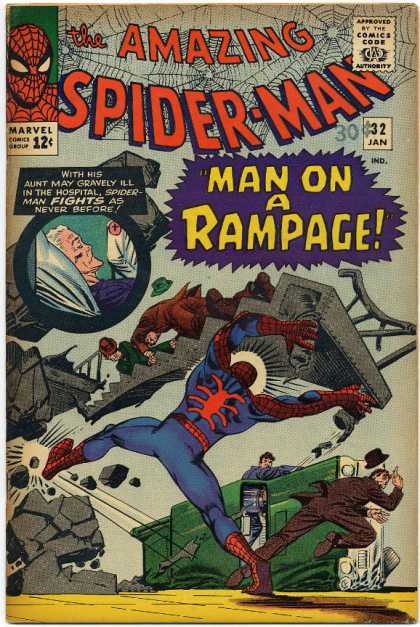 the AMAZING
SPIDER-MAN
APPROVED
BY THE
COMICS
CODE
CA
AUTHORITY
MARVEL
COMICS
GROUP
12¢
30¢
32
JAN
IND.
WITH HIS
AUNT MAY GRAVELY ILL
IN THE HOSPITAL, SPIDER-
MAN FIGHTS AS
NEVER BEFORE!
"MAN ON
A
RAMPAGE!"